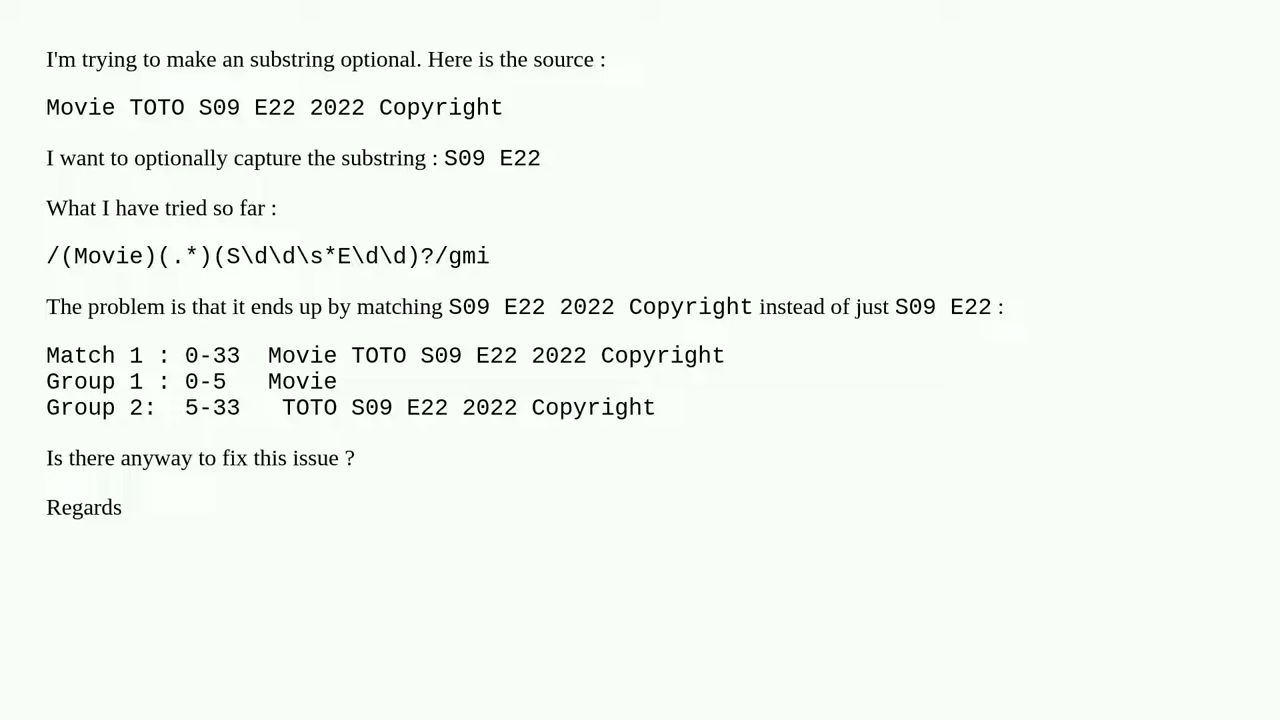 I'm trying to make an substring optional. Here is the source :
Movie TOTO S09 E22 2022 Copyright
I want to optionally capture the substring : S09 E22
What I have tried so far :
/(Movie)(.*)(S\d\d\s*E\d\d)?/gmi
The problem is that it ends up by matching S09 E22 2022 Copyright instead of just S09 E22 :
Match 1 : 0-33  Movie TOTO S09 E22 2022 Copyright
Group 1 : 0-5   Movie
Group 2:  5-33   TOTO S09 E22 2022 Copyright
Is there anyway to fix this issue ?
Regards